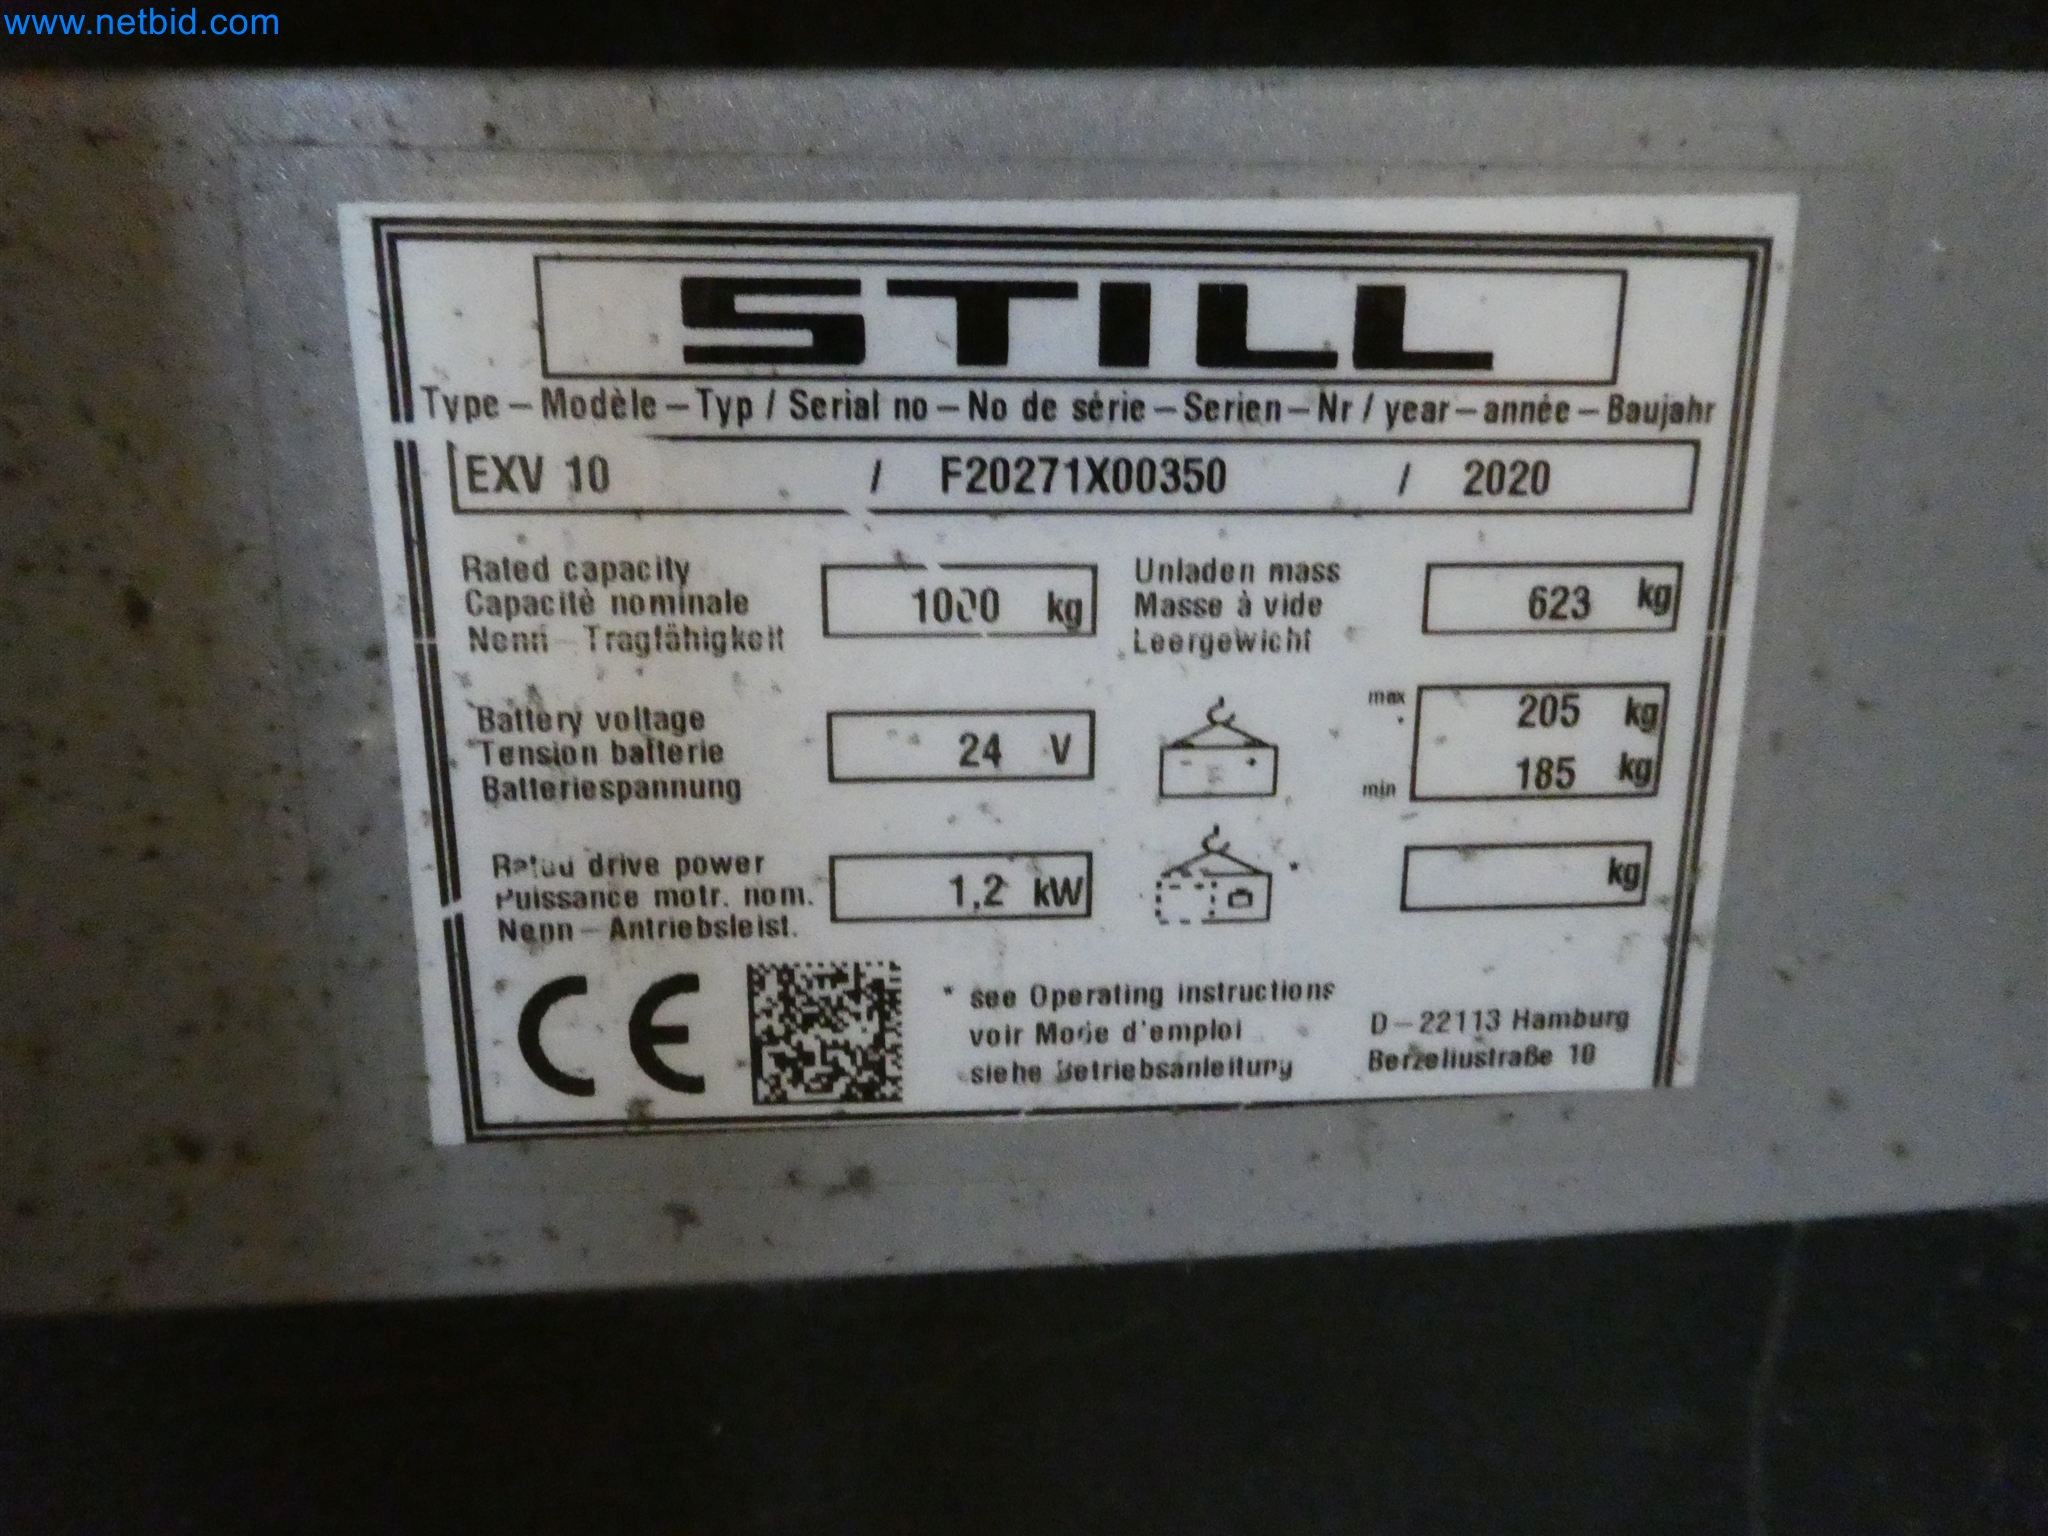 www.netbid.com
STILL
Type – Modèle – Typ / Serial no – No de série – Serien – Nr / year – année – Baujahr
EXV 10 / F20271X00350 / 2020
Rated capacity
Capacité nominale
Nenn – Tragfähigkeit
1000 kg
Unladen mass
Masse à vide
Leergewicht
623 kg
Battery voltage
Tension batterie
Batteriespannung
24 V
max 205 kg
min 185 kg
Rated drive power
Puissance motr. nom.
Nenn – Antriebsleist.
1,2 kW
*
kg
CE
* see Operating instructions
voir Mode d'emploi
siehe Betriebsanleitung
D – 22113 Hamburg
Berzeliustraße 10